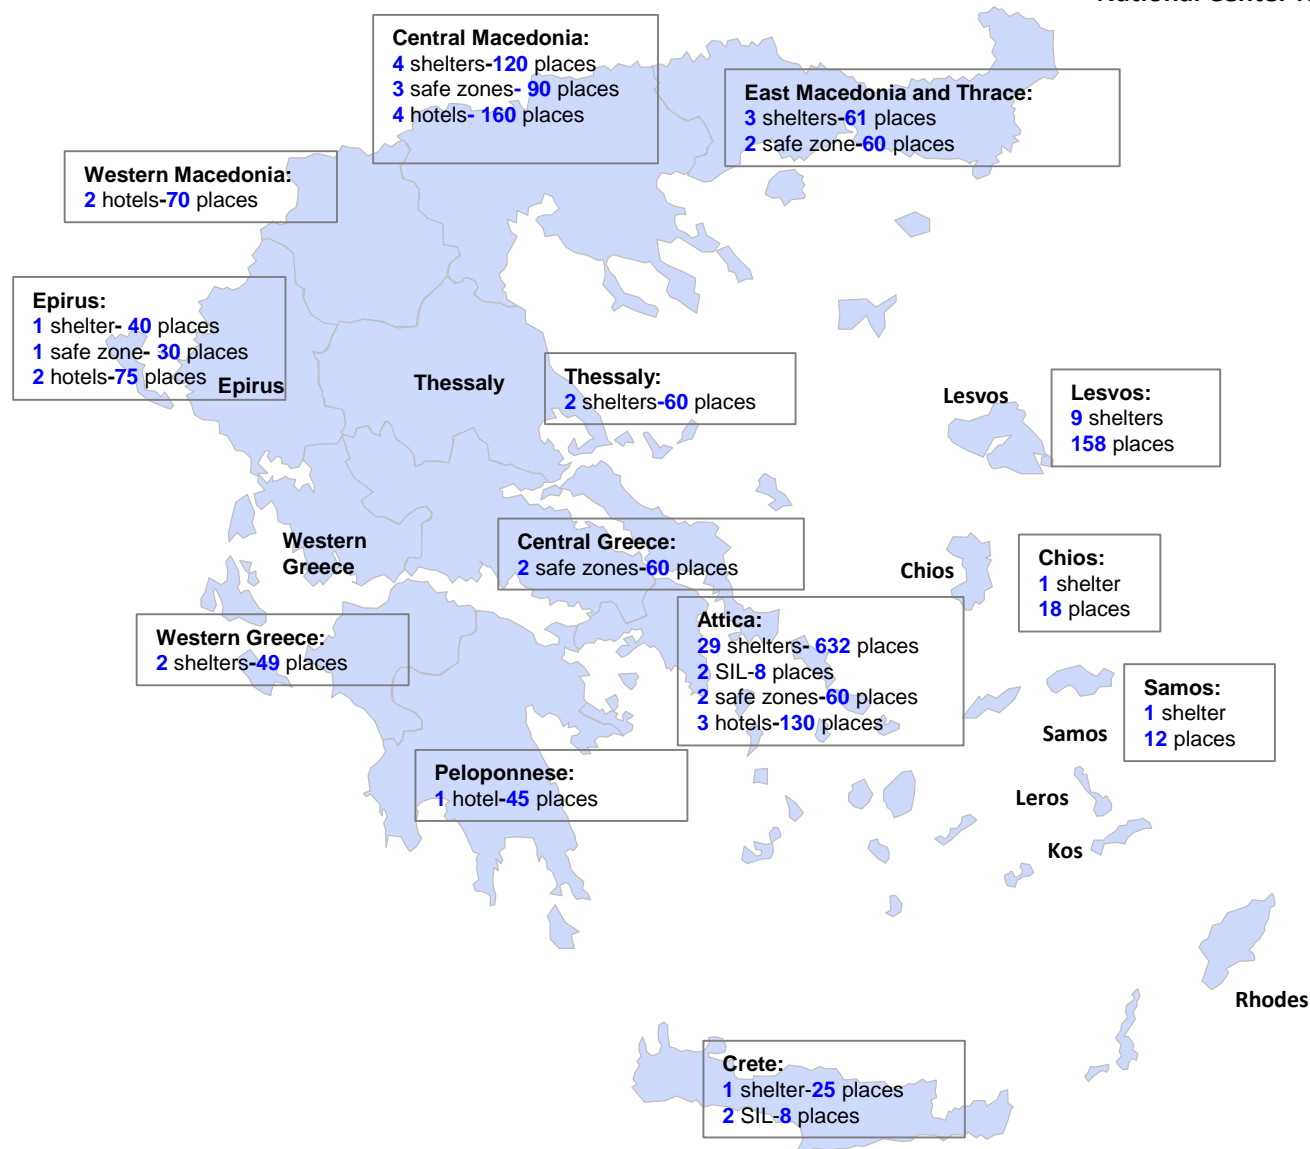 National Center
Central Macedonia:
4 shelters-120 places
3 safe zones- 90 places
4 hotels- 160 places
East Macedonia and Thrace:
3 shelters-61 places
2 safe zone-60 places
Western Macedonia:
2 hotels-70 places
Epirus:
1 shelter- 40 places
1 safe zone- 30 places
2 hotels-75 places
Epirus
Thessaly
Thessaly:
2 shelters-60 places
Lesvos
Lesvos:
9 shelters
158 places
Western
Greece
Central Greece:
2 safe zones-60 places
Chios
Chios:
1 shelter
18 places
Western Greece:
2 shelters-49 places
Attica:
29 shelters- 632 places
2 SIL-8 places
2 safe zones-60 places
3 hotels-130 places
Samos
Samos:
1 shelter
12 places
Peloponnese:
1 hotel-45 places
Leros
Kos
Rhodes
Crete:
1 shelter-25 places
2 SIL-8 places